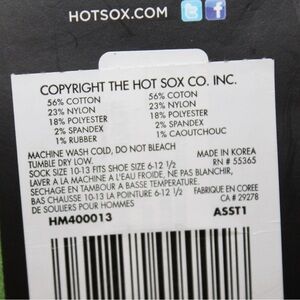 HOTSOX.COM
COPYRIGHT THE HOT SOX CO. INC.
56% COTTON 56% COTTON
23% NYLON 23% NYLON
18% POLYESTER 18% POLYESTER
2% SPANDEX 2% SPANDEX
1% RUBBER 1% CAOUTCHOUC
MACHINE WASH COLD, DO NOT BLEACH
TUMBLE DRY LOW. MADE IN KOREA
SOCK SIZE 10-13 FITS SHOE SIZE 6-12 1/2 RN # 55365
LAVER A LA MACHINE A L'EAU FROIDE, NE PAS BLANCHIR,
SECHAGE EN TAMBOUR A BASSE TEMPERATURE.
BAS CHAUSSER 10-13 LA POINTURE 6-12 1/2 FABRIQUE EN COREE
DE SOULIERS POUR HOMMES CA # 29278
HM400013 ASST1